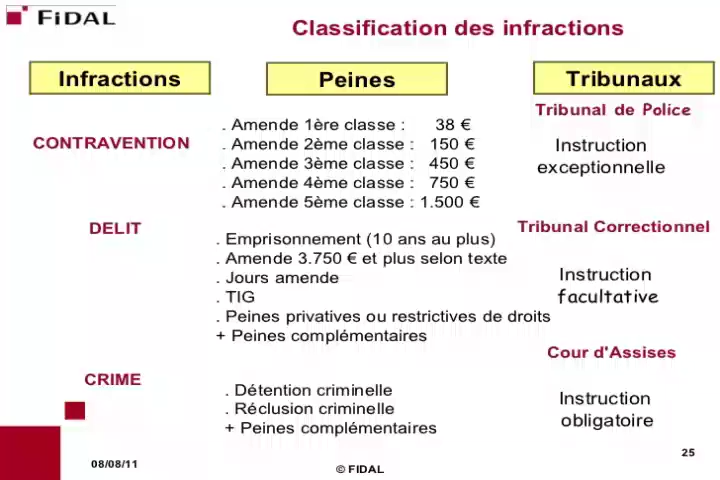 FIDAL
Classification des infractions
Infractions
Peines
Tribunaux
CONTRAVENTION
. Amende 1ère classe : 38 €
. Amende 2ème classe : 150 €
. Amende 3ème classe : 450 €
. Amende 4ème classe : 750 €
. Amende 5ème classe : 1.500 €
Tribunal de Police
Instruction
exceptionnelle
DELIT
. Emprisonnement (10 ans au plus)
. Amende 3.750 € et plus selon texte
. Jours amende
. TIG
. Peines privatives ou restrictives de droits
+ Peines complémentaires
Tribunal Correctionnel
Instruction
facultative
CRIME
. Détention criminelle
. Réclusion criminelle
+ Peines complémentaires
Cour d'Assises
Instruction
obligatoire
08/08/11
© FIDAL
25